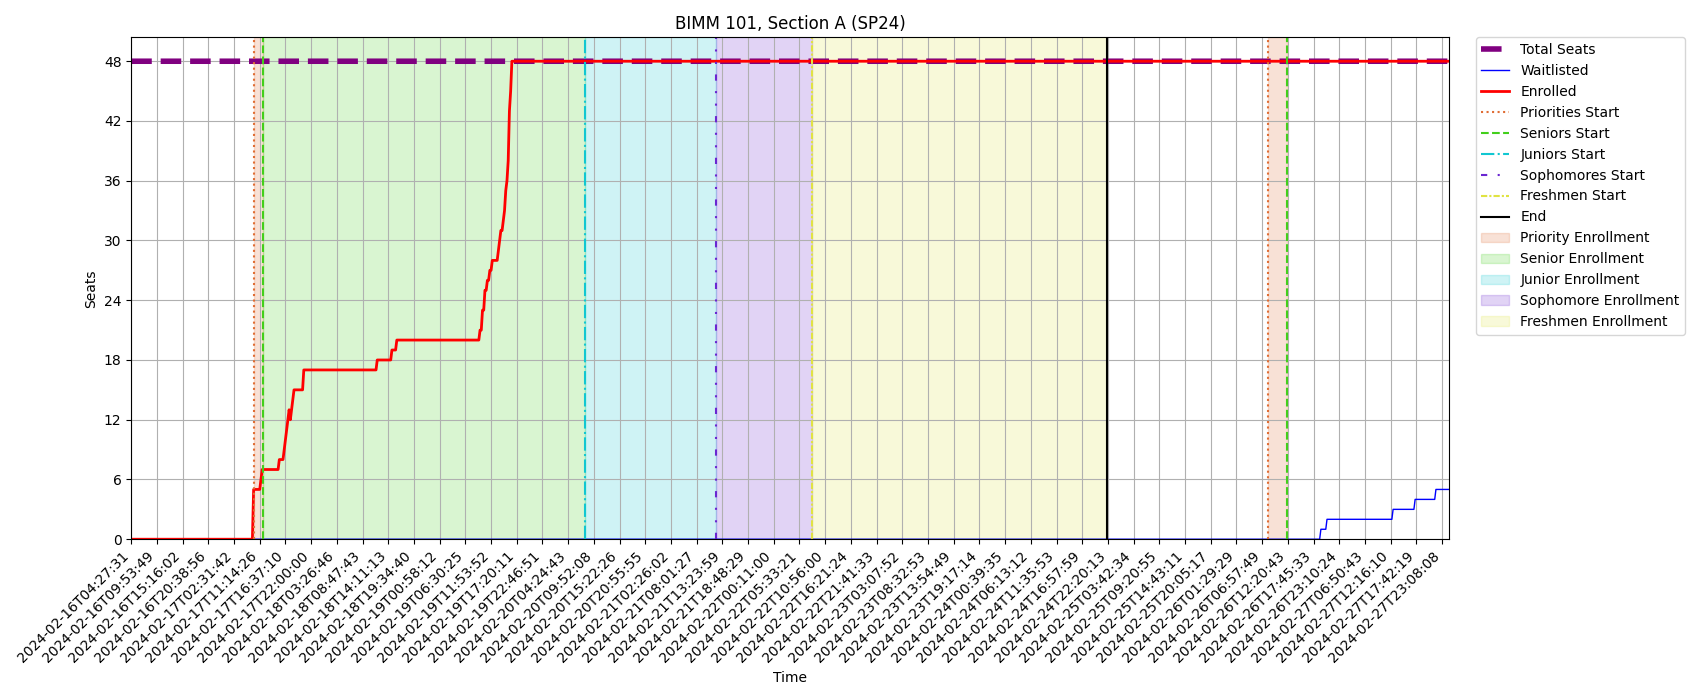 BIMM 101, Section A (SP24)
Seats
48
42
36
30
24
18
12
6
0
2024-02-16T04:27:31
2024-02-16T09:53:49
2024-02-16T15:16:02
2024-02-16T20:38:56
2024-02-17T02:31:42
2024-02-17T11:14:26
2024-02-17T16:37:10
2024-02-17T22:00:00
2024-02-18T03:26:46
2024-02-18T08:47:43
2024-02-18T14:11:13
2024-02-18T19:34:40
2024-02-19T00:58:12
2024-02-19T06:30:25
2024-02-19T11:53:52
2024-02-19T17:20:11
2024-02-19T22:46:51
2024-02-20T04:24:43
2024-02-20T09:52:08
2024-02-20T15:22:26
2024-02-20T20:55:55
2024-02-21T02:26:02
2024-02-21T08:01:27
2024-02-21T13:23:59
2024-02-21T18:48:29
2024-02-22T00:11:00
2024-02-22T05:33:21
2024-02-22T10:56:00
2024-02-22T16:21:24
2024-02-22T21:41:33
2024-02-23T03:07:52
2024-02-23T08:32:53
2024-02-23T13:54:49
2024-02-23T19:17:14
2024-02-24T00:39:35
2024-02-24T06:13:12
2024-02-24T11:35:53
2024-02-24T16:57:59
2024-02-24T22:20:13
2024-02-25T03:42:34
2024-02-25T09:20:55
2024-02-25T14:43:11
2024-02-25T20:05:17
2024-02-26T01:29:29
2024-02-26T06:57:49
2024-02-26T12:20:43
2024-02-26T17:45:33
2024-02-26T23:10:24
2024-02-27T06:50:43
2024-02-27T12:16:10
2024-02-27T17:42:19
2024-02-27T23:08:08
Time
Total Seats
Waitlisted
Enrolled
Priorities Start
Seniors Start
Juniors Start
Sophomores Start
Freshmen Start
End
Priority Enrollment
Senior Enrollment
Junior Enrollment
Sophomore Enrollment
Freshmen Enrollment